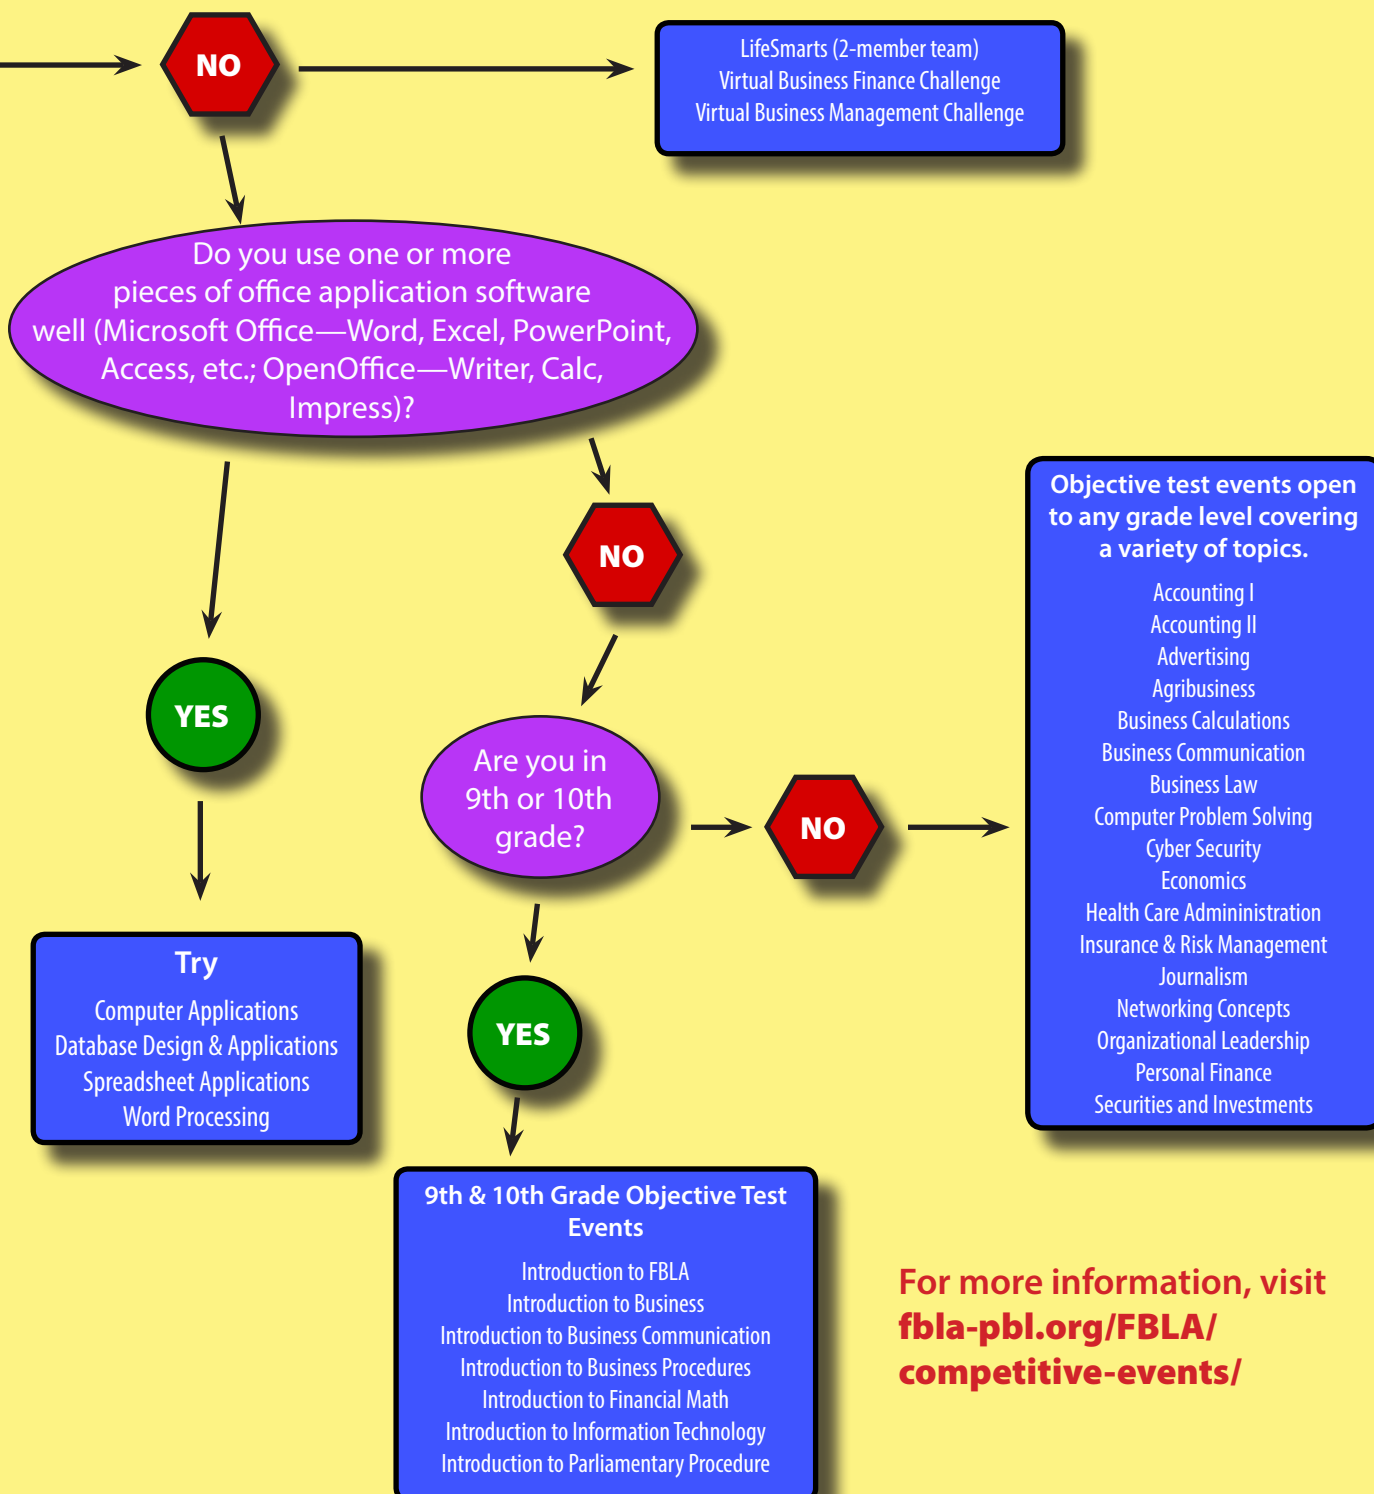 NO
LifeSmarts (2-member team)
Virtual Business Finance Challenge
Virtual Business Management Challenge
Do you use one or more
pieces of office application software
well (Microsoft Office—Word, Excel, PowerPoint,
Access, etc.; OpenOffice—Writer, Calc,
Impress)?
NO
YES
Are you in
9th or 10th
grade?
NO
Objective test events open
to any grade level covering
a variety of topics.
Accounting I
Accounting II
Advertising
Agribusiness
Business Calculations
Business Communication
Business Law
Computer Problem Solving
Cyber Security
Economics
Health Care Admininistration
Insurance & Risk Management
Journalism
Networking Concepts
Organizational Leadership
Personal Finance
Securities and Investments
Try
Computer Applications
Database Design & Applications
Spreadsheet Applications
Word Processing
YES
9th & 10th Grade Objective Test
Events
Introduction to FBLA
Introduction to Business
Introduction to Business Communication
Introduction to Business Procedures
Introduction to Financial Math
Introduction to Information Technology
Introduction to Parliamentary Procedure
For more information, visit
fbla-pbl.org/FBLA/
competitive-events/